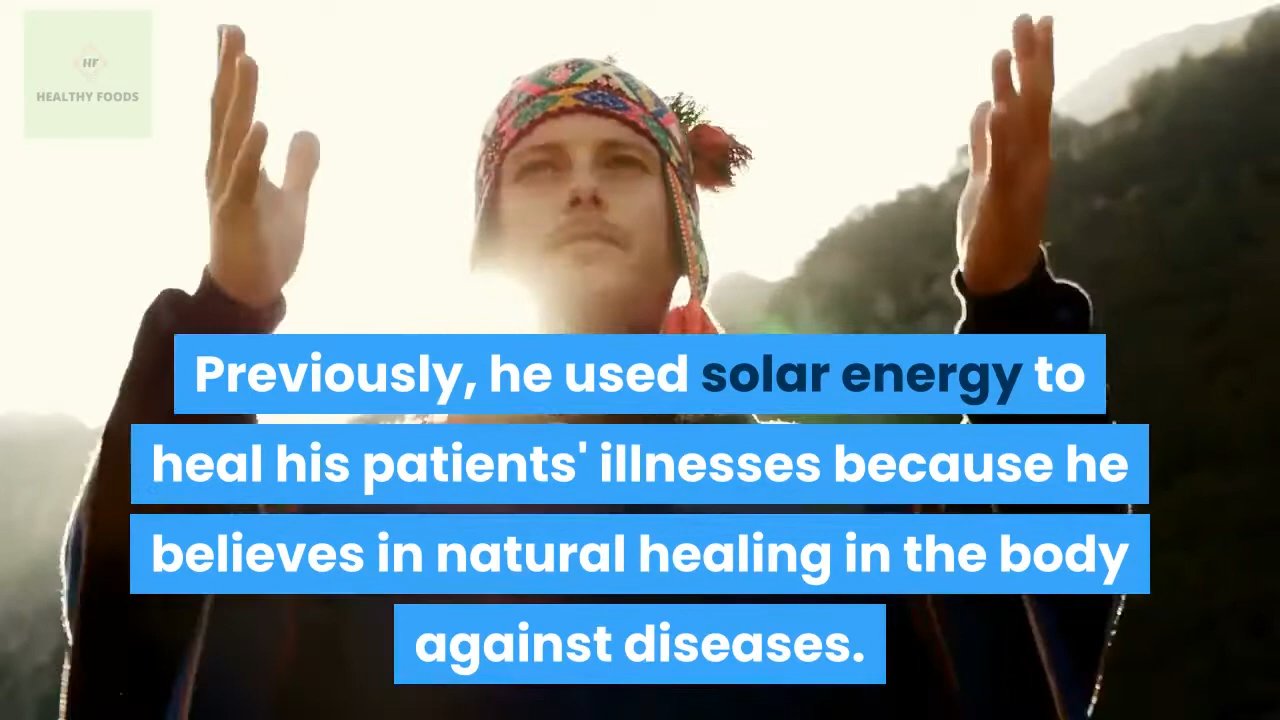 HF
HEALTHY FOODS
Previously, he used solar energy to
heal his patients' illnesses because he
believes in natural healing in the body
against diseases.